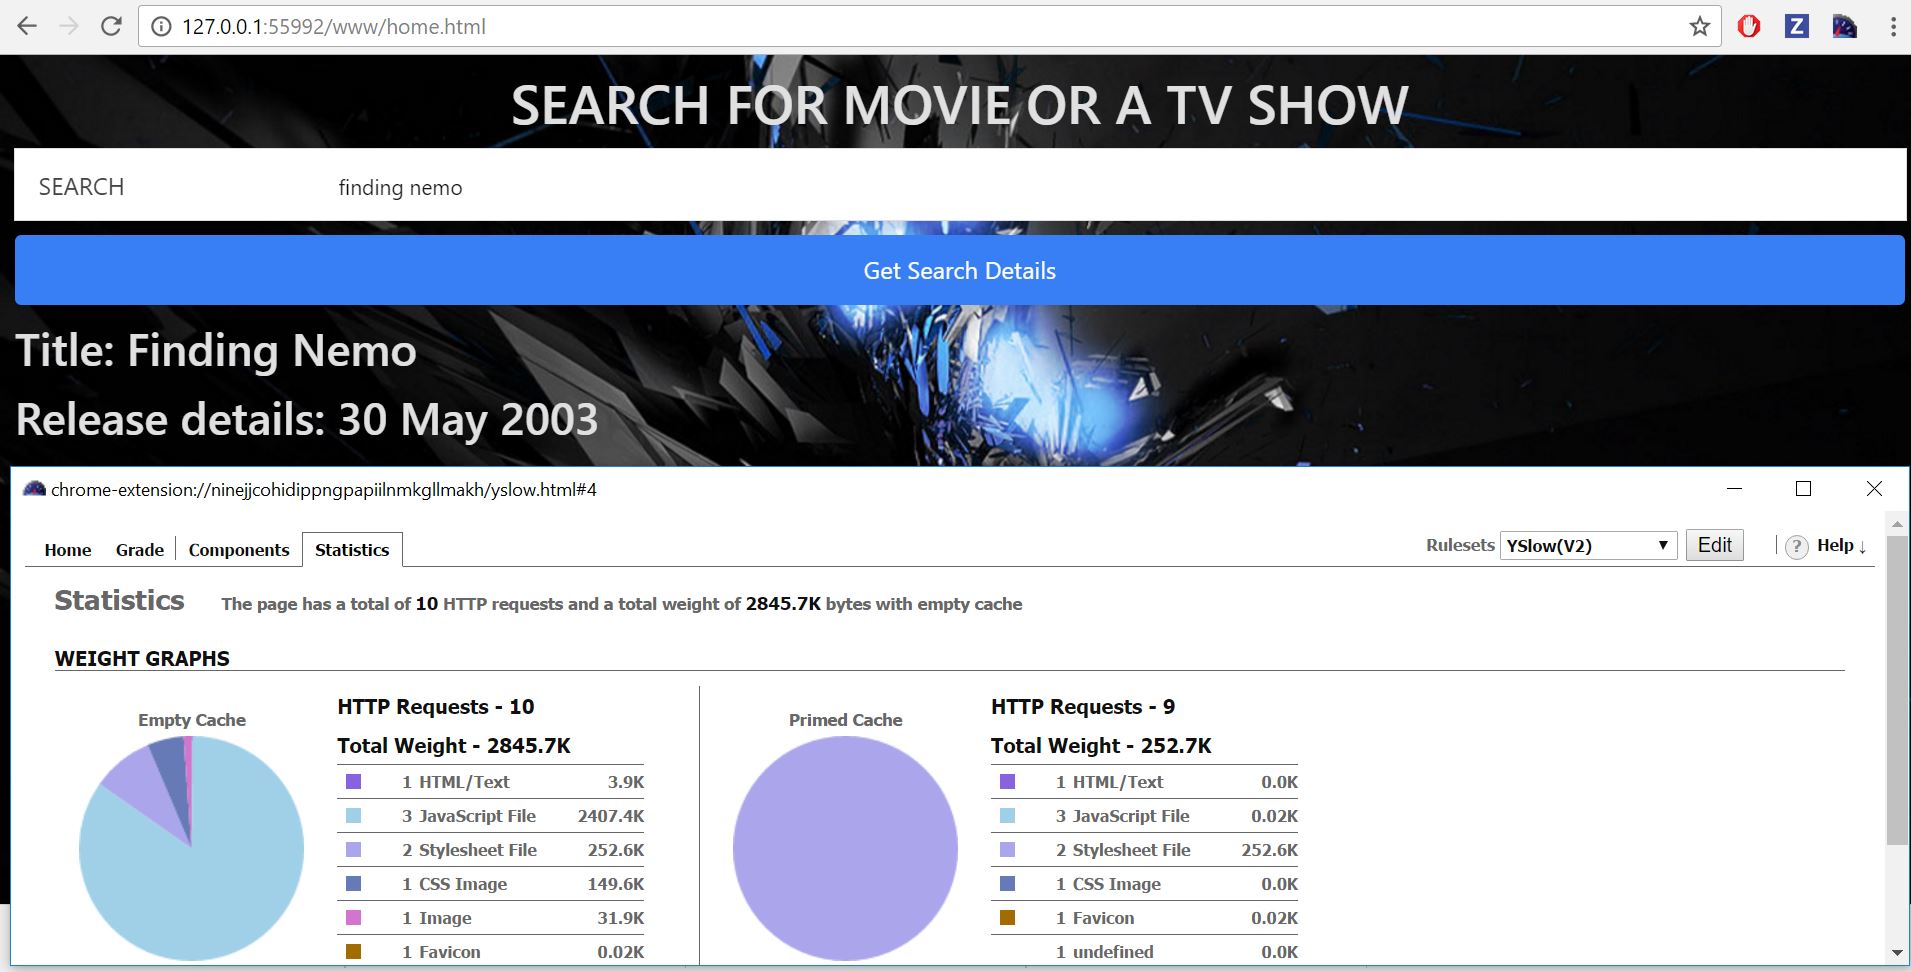 127.0.0.1:55992/www/home.html
Z
SEARCH FOR MOVIE OR A TV SHOW
SEARCH finding nemo
Get Search Details
Title: Finding Nemo
Release details: 30 May 2003
chrome-extension://ninejjcohidippngpapiilnmkgllmakh/yslow.html#4
Home Grade Components Statistics Rulesets YSlow(V2) Edit ? Help ↓
Statistics The page has a total of 10 HTTP requests and a total weight of 2845.7K bytes with empty cache
WEIGHT GRAPHS
Empty Cache
HTTP Requests - 10
Total Weight - 2845.7K
1 HTML/Text 3.9K
3 JavaScript File 2407.4K
2 Stylesheet File 252.6K
1 CSS Image 149.6K
1 Image 31.9K
1 Favicon 0.02K
Primed Cache
HTTP Requests - 9
Total Weight - 252.7K
1 HTML/Text 0.0K
3 JavaScript File 0.02K
2 Stylesheet File 252.6K
1 CSS Image 0.0K
1 Favicon 0.02K
1 undefined 0.0K